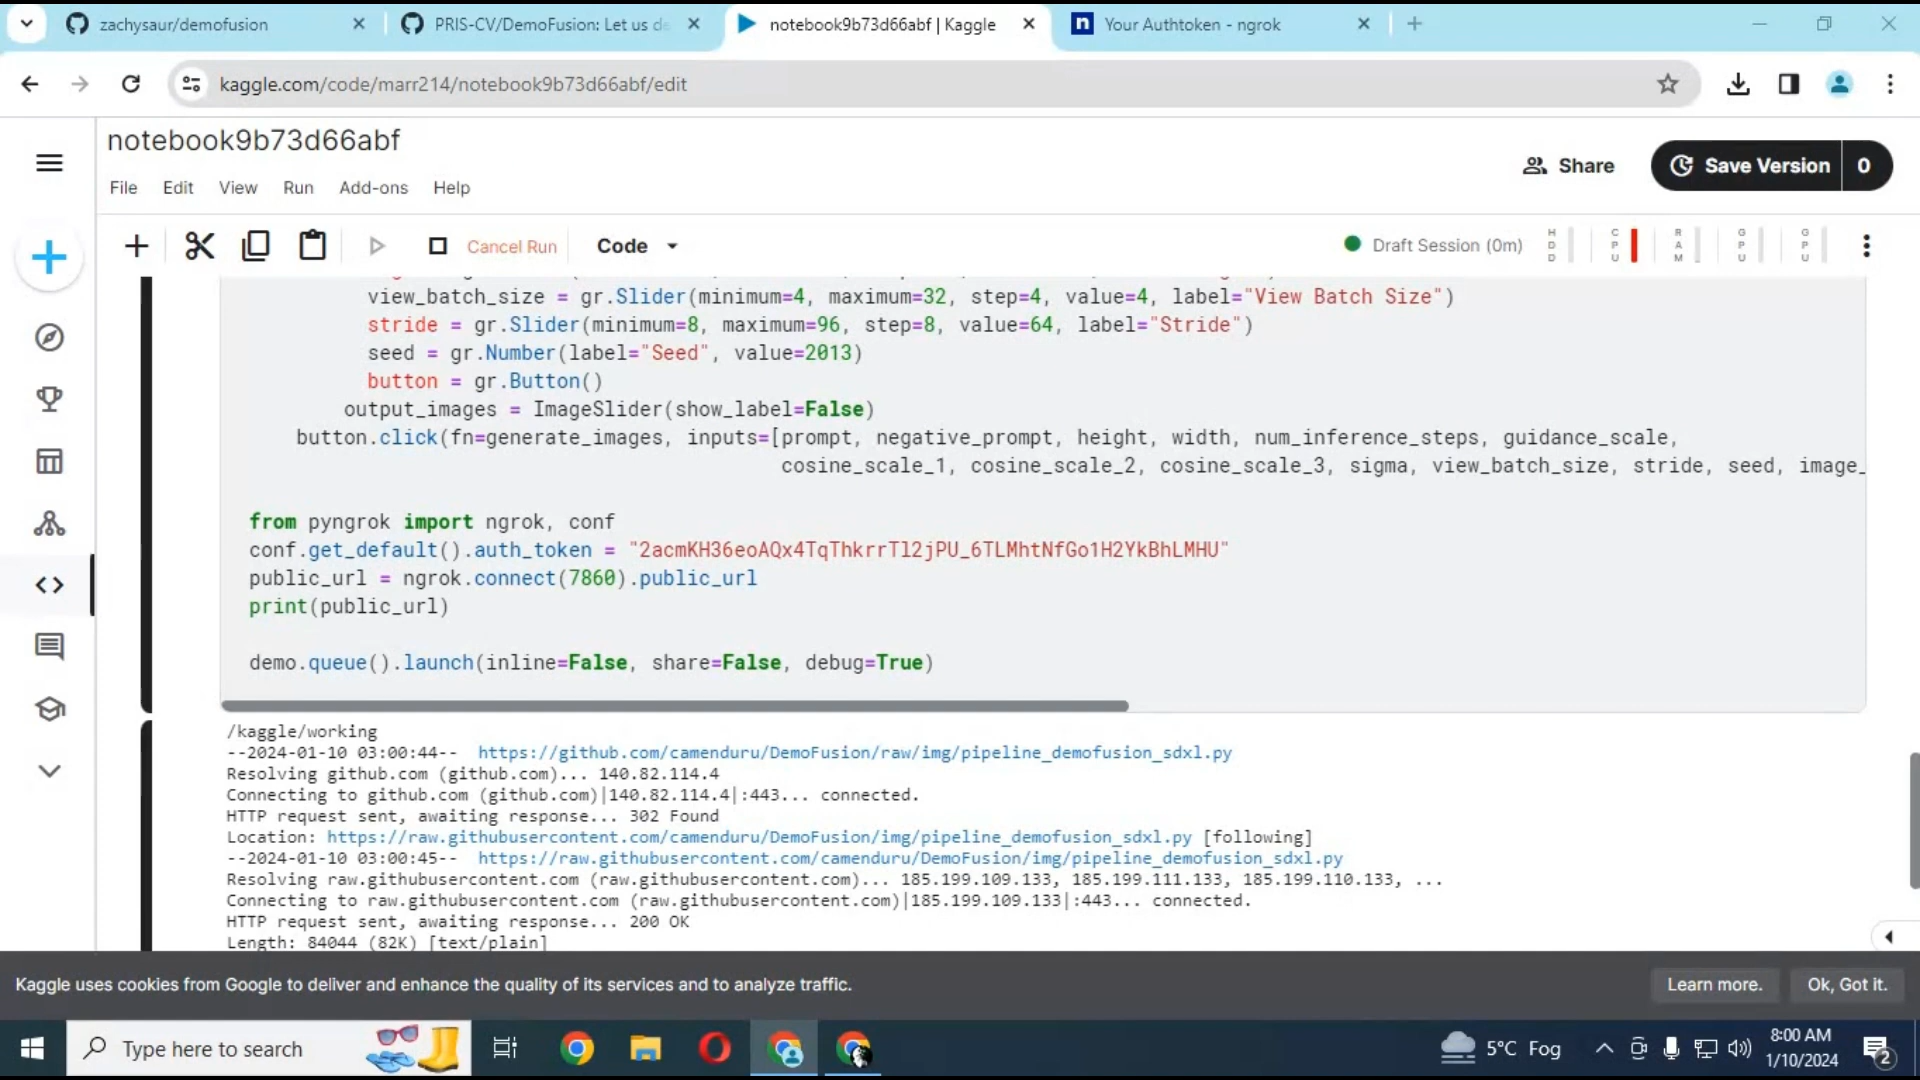 zachysaur/demofusion
PRIS-CV/DemoFusion: Let us de
notebook9b73d66abf | Kaggle
n Your Authtoken - ngrok
kaggle.com/code/marr214/notebook9b73d66abf/edit
notebook9b73d66abf
Share
Save Version
0
File Edit View Run Add-ons Help
Cancel Run
Code
Draft Session (0m)
HDD
CPU
RAM
GPU
GPU
view_batch_size = gr.Slider(minimum=4, maximum=32, step=4, value=4, label="View Batch Size")
stride = gr.Slider(minimum=8, maximum=96, step=8, value=64, label="Stride")
seed = gr.Number(label="Seed", value=2013)
button = gr.Button()
output_images = ImageSlider(show_label=False)
button.click(fn=generate_images, inputs=[prompt, negative_prompt, height, width, num_inference_steps, guidance_scale,
cosine_scale_1, cosine_scale_2, cosine_scale_3, sigma, view_batch_size, stride, seed, image_
from pyngrok import ngrok, conf
conf.get_default().auth_token = "2acmKH36eoAQx4TqThkrrTl2jPU_6TLMhtNfGo1H2YkBhLMHU"
public_url = ngrok.connect(7860).public_url
print(public_url)
demo.queue().launch(inline=False, share=False, debug=True)
/kaggle/working
--2024-01-10 03:00:44-- https://github.com/camenduru/DemoFusion/raw/img/pipeline_demofusion_sdxl.py
Resolving github.com (github.com)... 140.82.114.4
Connecting to github.com (github.com)|140.82.114.4|:443... connected.
HTTP request sent, awaiting response... 302 Found
Location: https://raw.githubusercontent.com/camenduru/DemoFusion/img/pipeline_demofusion_sdxl.py [following]
--2024-01-10 03:00:45-- https://raw.githubusercontent.com/camenduru/DemoFusion/img/pipeline_demofusion_sdxl.py
Resolving raw.githubusercontent.com (raw.githubusercontent.com)... 185.199.109.133, 185.199.111.133, 185.199.110.133, ...
Connecting to raw.githubusercontent.com (raw.githubusercontent.com)|185.199.109.133|:443... connected.
HTTP request sent, awaiting response... 200 OK
Length: 84044 (82K) [text/plain]
Kaggle uses cookies from Google to deliver and enhance the quality of its services and to analyze traffic.
Learn more.
Ok, Got it.
Type here to search
5°C Fog
8:00 AM
1/10/2024
2